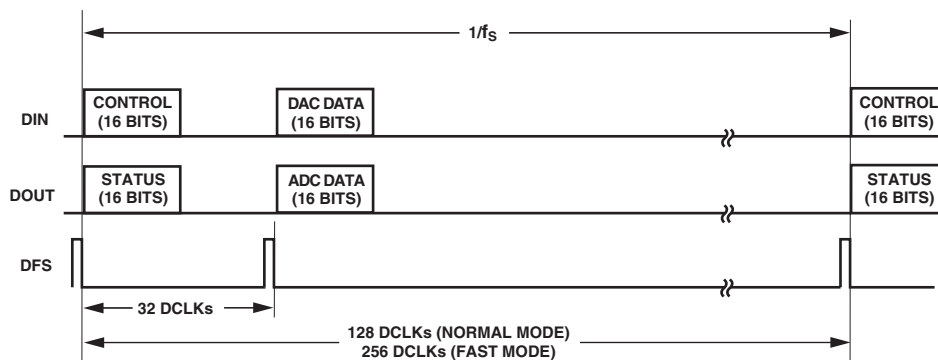 1/fS
DIN
CONTROL
(16 BITS)
DAC DATA
(16 BITS)
CONTROL
(16 BITS)
DOUT
STATUS
(16 BITS)
ADC DATA
(16 BITS)
STATUS
(16 BITS)
DFS
32 DCLKs
128 DCLKs (NORMAL MODE)
256 DCLKs (FAST MODE)